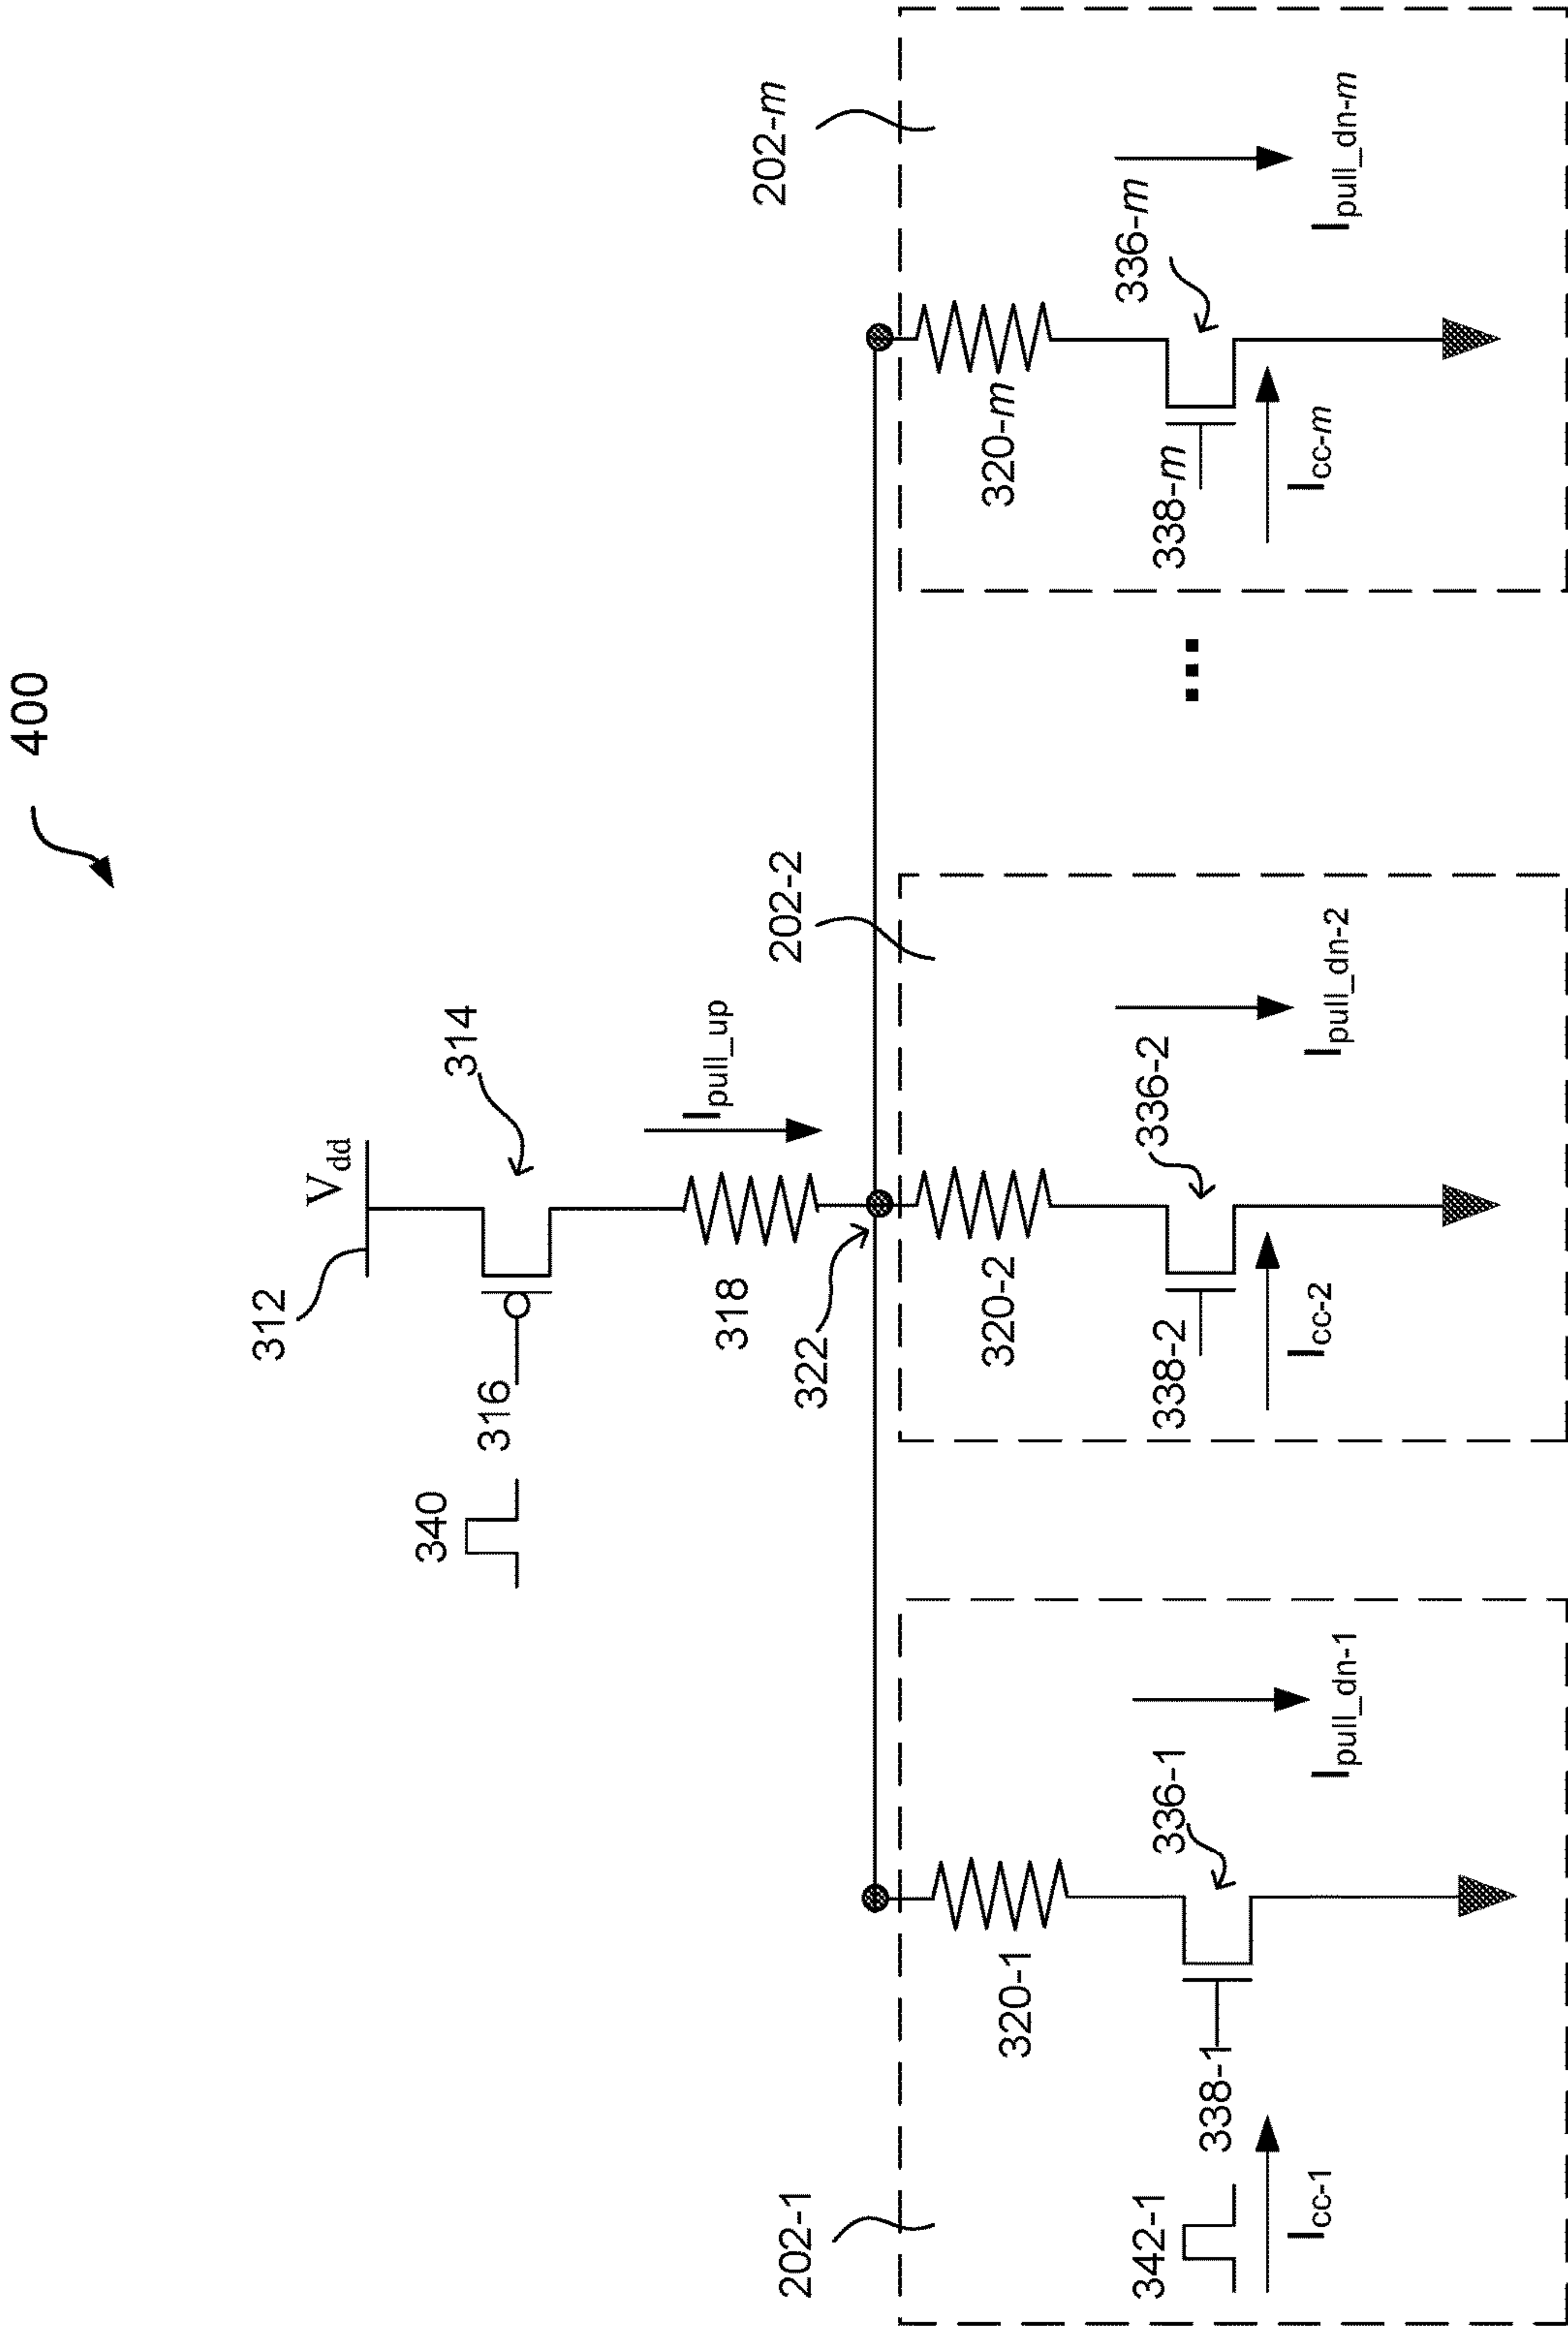 400
V_dd
312
314
340
316
318
I_pull_up
322
202-1
202-2
202-m
320-1
320-2
320-m
342-1
338-1
336-1
338-2
336-2
338-m
336-m
I_cc-1
I_pull_dn-1
I_cc-2
I_pull_dn-2
I_cc-m
I_pull_dn-m